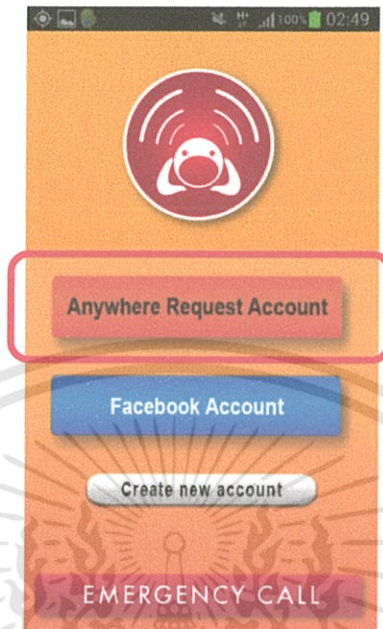 H+ 100% 02:49
Anywhere Request Account
Facebook Account
Create new account
EMERGENCY CALL